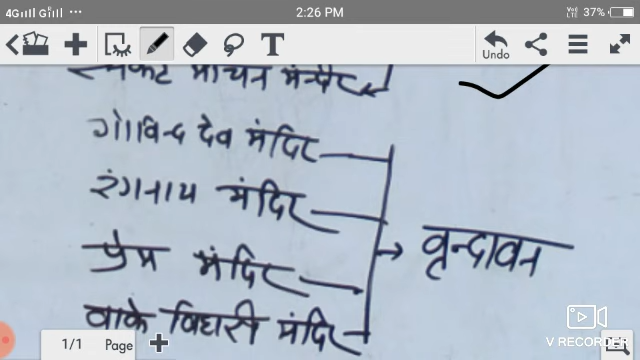 2:26 PM
4G 37%
Undo
मंदिर
गोविन्द देव मंदिर
रंगनाथ मंदिर
प्रेम मंदिर
वाके विहारी मंदिर
वृन्दावन
1/1 Page
V RECORDER